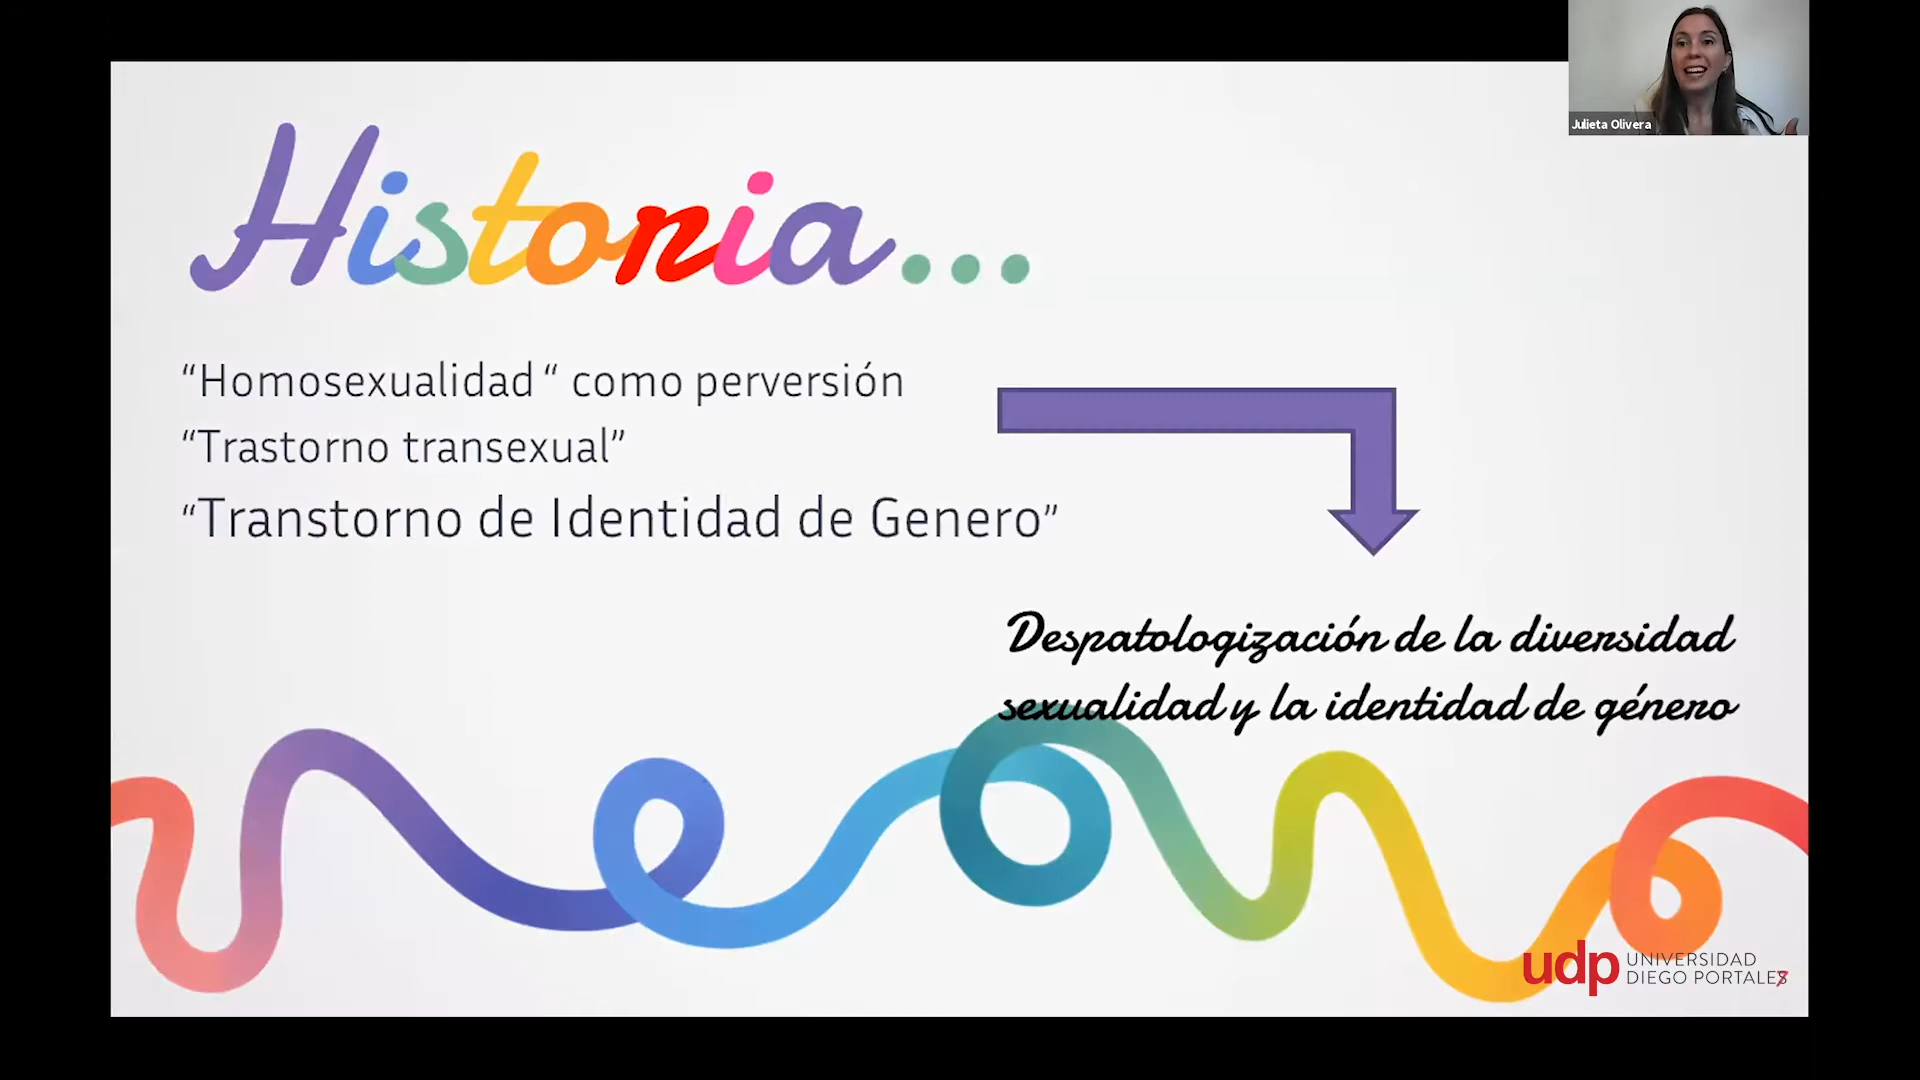 Julieta Olivera
Historia...
“Homosexualidad “ como perversión
“Trastorno transexual”
“Transtorno de Identidad de Genero”
Despatologización de la diversidad
sexualidad y la identidad de género
udp UNIVERSIDAD
DIEGO PORTALES
7